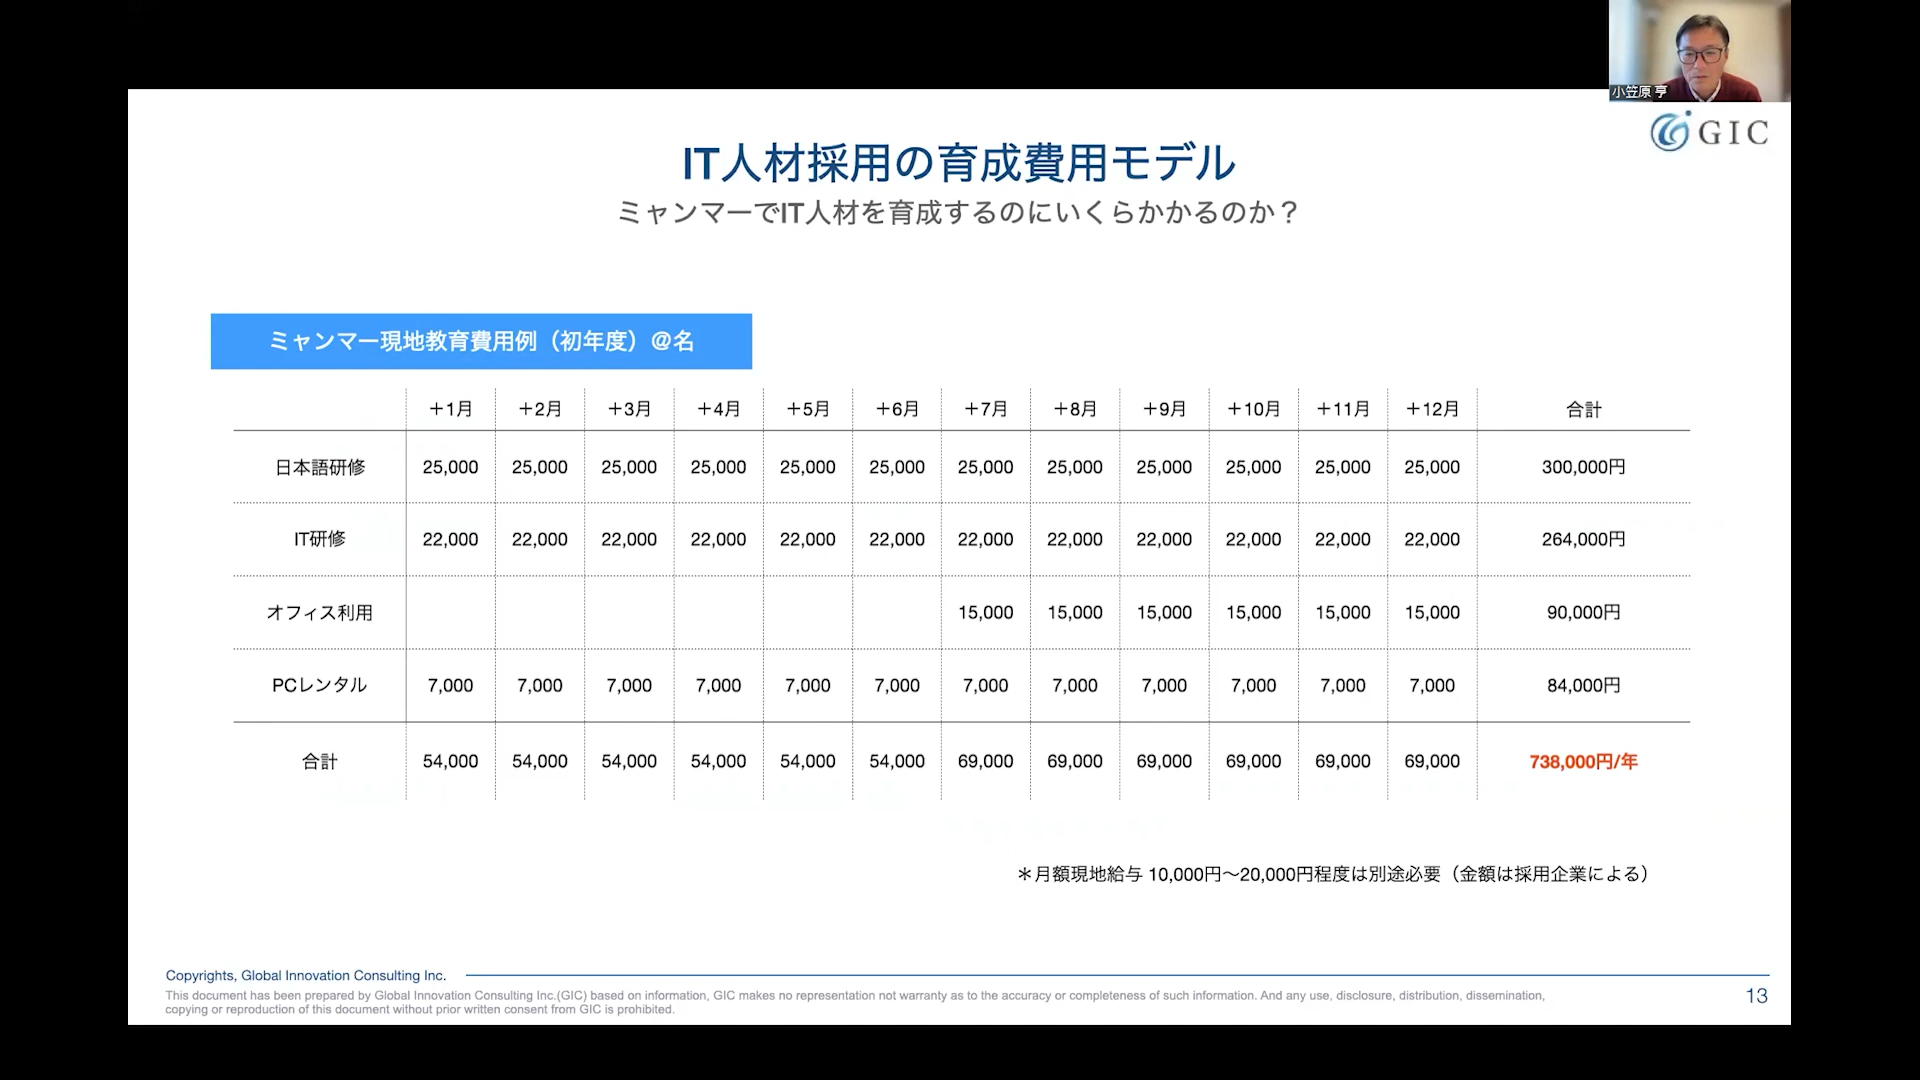 小笠原 亨
GIC
IT人材採用の育成費用モデル
ミャンマーでIT人材を育成するのにいくらかかるのか？
ミャンマー現地教育費用例（初年度）＠名
＋1月 ＋2月 ＋3月 ＋4月 ＋5月 ＋6月 ＋7月 ＋8月 ＋9月 ＋10月 ＋11月 ＋12月 合計
日本語研修 25,000 25,000 25,000 25,000 25,000 25,000 25,000 25,000 25,000 25,000 25,000 25,000 300,000円
IT研修 22,000 22,000 22,000 22,000 22,000 22,000 22,000 22,000 22,000 22,000 22,000 22,000 264,000円
オフィス利用 15,000 15,000 15,000 15,000 15,000 15,000 90,000円
PCレンタル 7,000 7,000 7,000 7,000 7,000 7,000 7,000 7,000 7,000 7,000 7,000 7,000 84,000円
合計 54,000 54,000 54,000 54,000 54,000 54,000 69,000 69,000 69,000 69,000 69,000 69,000 738,000円/年
＊月額現地給与 10,000円〜20,000円程度は別途必要（金額は採用企業による）
Copyrights, Global Innovation Consulting Inc.
This document has been prepared by Global Innovation Consulting Inc.(GIC) based on information, GIC makes no representation not warranty as to the accuracy or completeness of such information. And any use, disclosure, distribution, dissemination,
copying or reproduction of this document without prior written consent from GIC is prohibited.
13